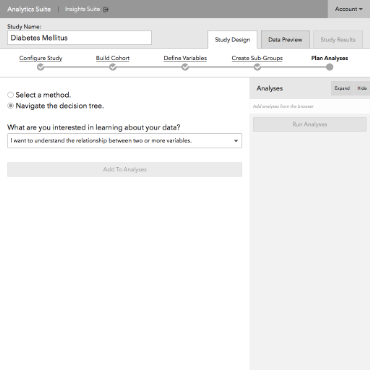 Analytics Suite | Insights Suite Account
Study Name:
Diabetes Mellitus
Study Design Data Preview Study Results
Configure Study Build Cohort Define Variables Create Sub-Groups Plan Analyses
Select a method.
Navigate the decision tree.
Analyses Expand Hide
Add analyses from the browser
Run Analyses
What are you interested in learning about your data?
I want to understand the relationship between two or more variables.
Add To Analyses